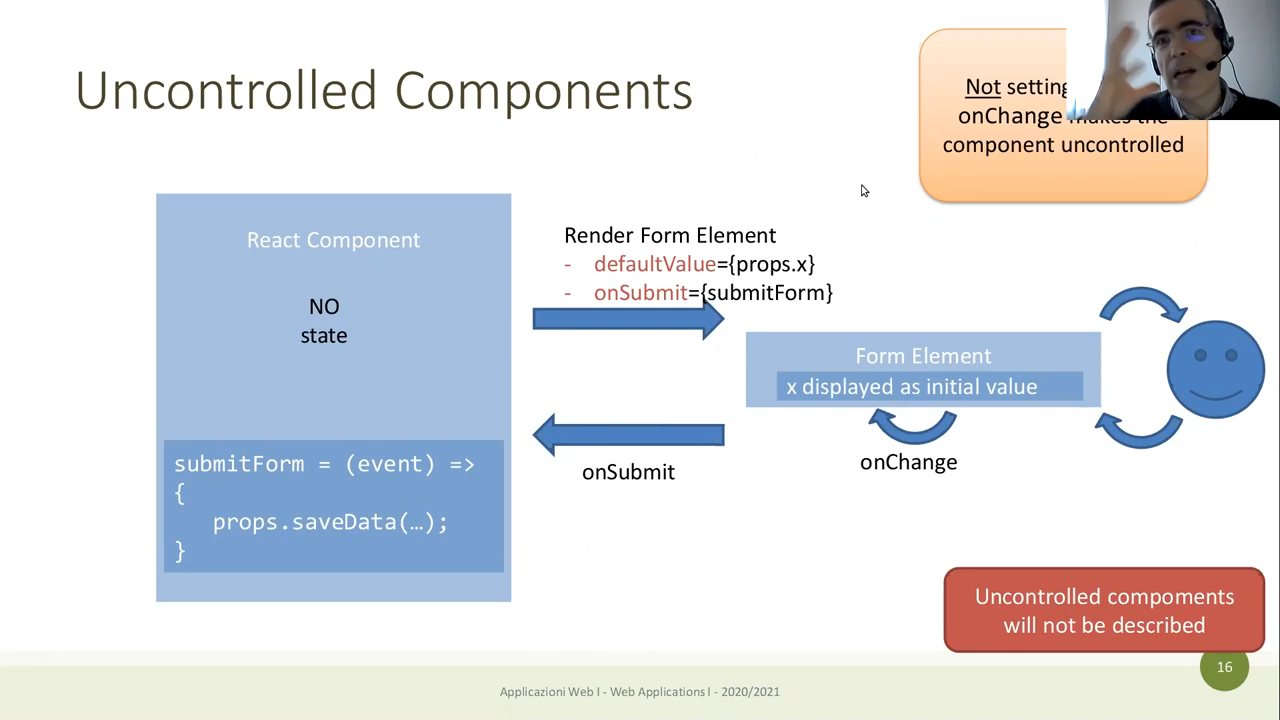 Uncontrolled Components
Not setting
onChange makes the
component uncontrolled
React Component
NO
state
submitForm = (event) =>
{
props.saveData(…);
}
Render Form Element
- defaultValue={props.x}
- onSubmit={submitForm}
Form Element
x displayed as initial value
onSubmit
onChange
Uncontrolled compoments
will not be described
16
Applicazioni Web I - Web Applications I - 2020/2021